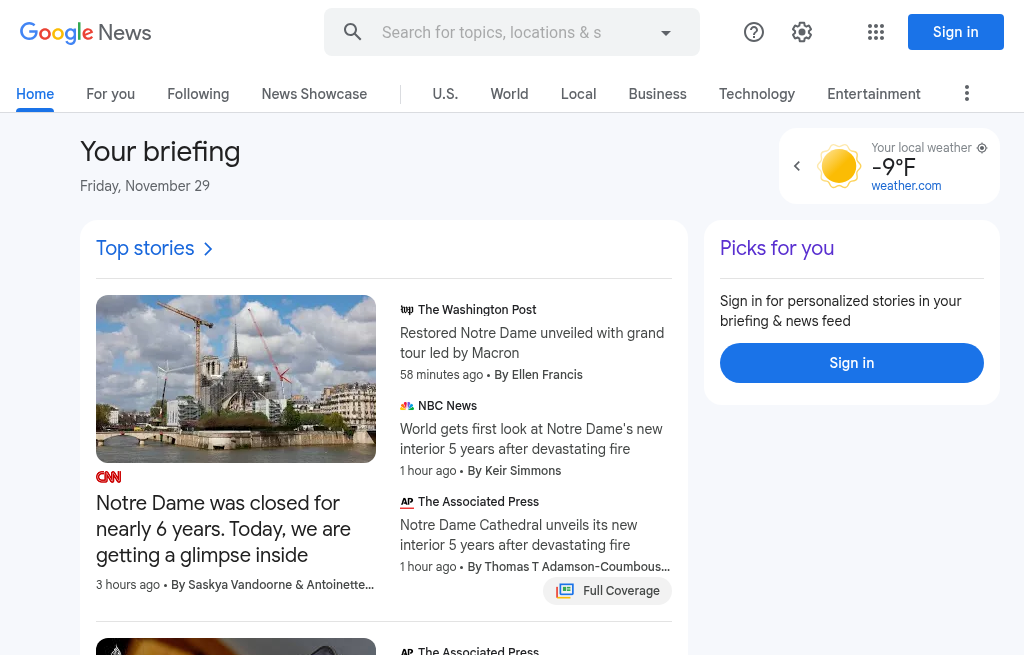 Google News
Search for topics, locations & s
Sign in
Home
For you
Following
News Showcase
U.S.
World
Local
Business
Technology
Entertainment
Your briefing
Friday, November 29
Your local weather
-9°F
weather.com
Top stories
CNN
Notre Dame was closed for
nearly 6 years. Today, we are
getting a glimpse inside
3 hours ago • By Saskya Vandoorne & Antoinette...
The Washington Post
Restored Notre Dame unveiled with grand
tour led by Macron
58 minutes ago • By Ellen Francis
NBC News
World gets first look at Notre Dame's new
interior 5 years after devastating fire
1 hour ago • By Keir Simmons
AP The Associated Press
Notre Dame Cathedral unveils its new
interior 5 years after devastating fire
1 hour ago • By Thomas T Adamson-Coumbous...
Full Coverage
AP The Associated Press
Picks for you
Sign in for personalized stories in your
briefing & news feed
Sign in